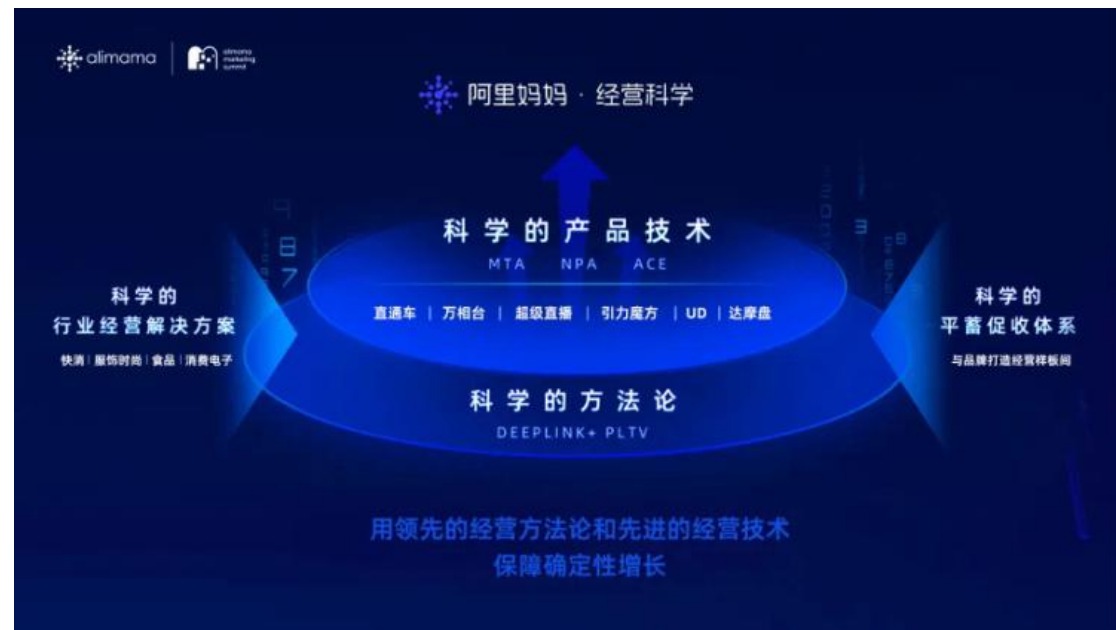 alimama
alimama
marketing
summit
阿里妈妈 · 经营科学
科学的产品技术
MTA NPA ACE
直通车 | 万相台 | 超级直播 | 引力魔方 | UD | 达摩盘
科学的
行业经营解决方案
快消 | 服饰时尚 | 食品 | 消费电子
科学的
平蓄促收体系
与品牌打造经营样板间
科学的方法论
DEEPLINK+ PLTV
用领先的经营方法论和先进的经营技术
保障确定性增长